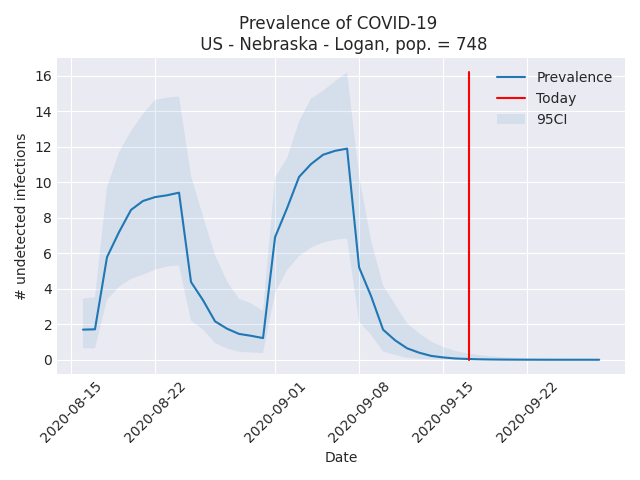 Prevalence of COVID-19
US - Nebraska - Logan, pop. = 748
Prevalence
Today
95CI
16
14
12
10
8
6
4
2
0
# undetected infections
2020-08-15
2020-08-22
2020-09-01
2020-09-08
2020-09-15
2020-09-22
Date